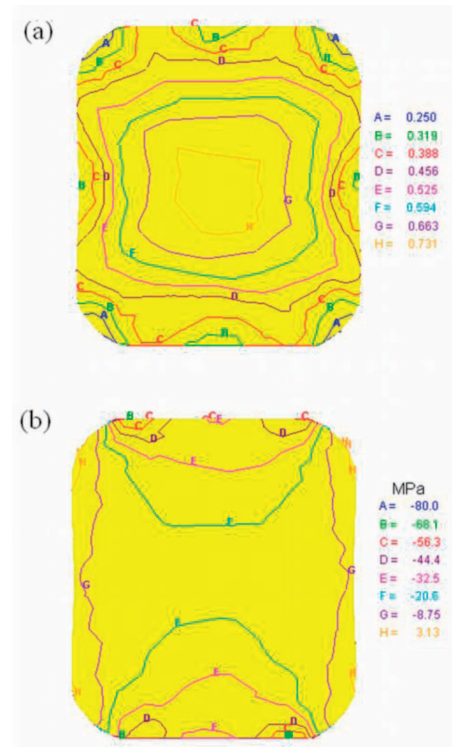 (a)
C
A B C B A
B C C B
D
A = 0.250
B = 0.319
C = 0.388
D = 0.456
E = 0.525
F = 0.594
G = 0.663
H = 0.731
B D D C B
G
E H
F
C D C
B B
A A
C B C
(b)
B C C E C
C D D
H H
E H
F
G G
MPa
A = -80.0
B = -68.1
C = -56.3
D = -44.4
E = -32.5
F = -20.6
G = -8.75
H = 3.13
F F
H E H
D E D
B C C B